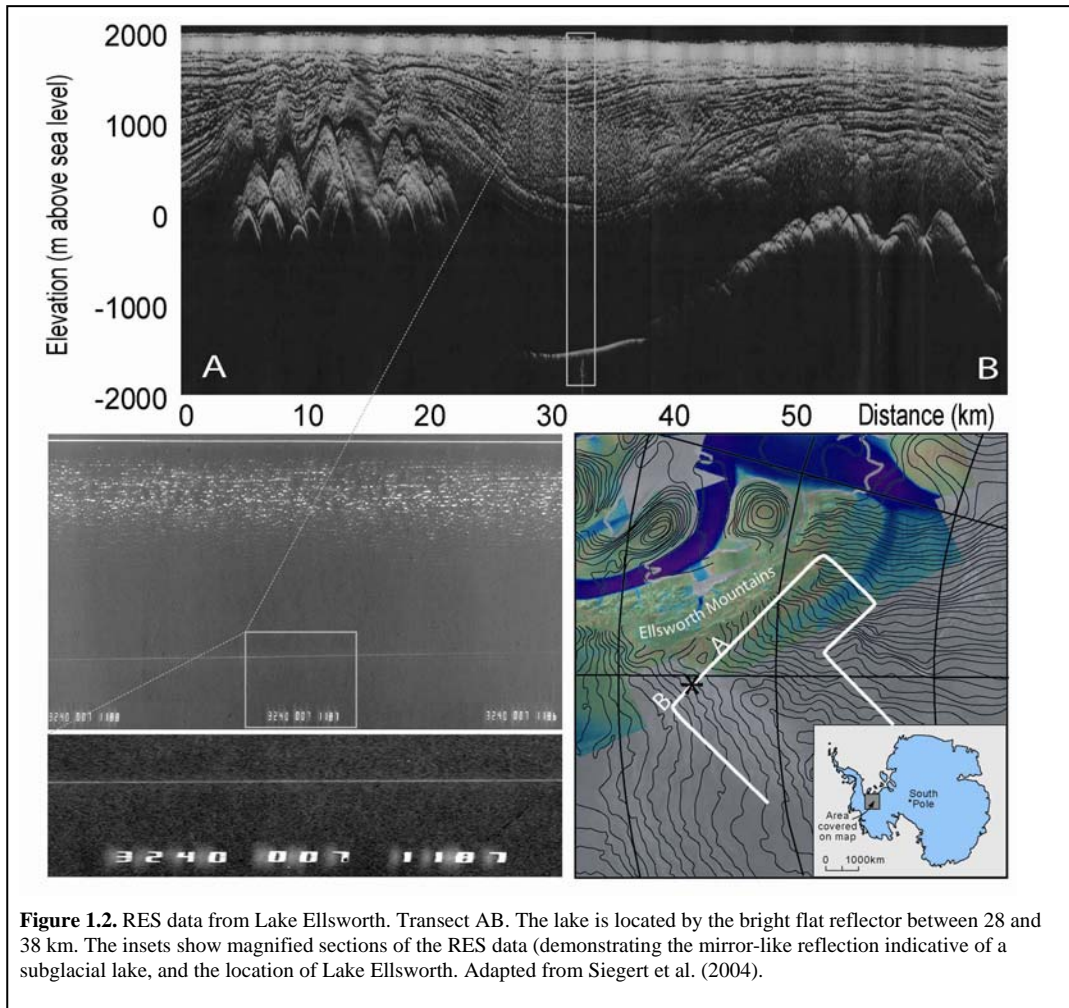 2000
1000
0
-1000
-2000
Elevation (m above sea level)
A
B
0 10 20 30 40 50 Distance (km)
3240 007 1188
3240 007 1187
3240 007 1186
3240 007. 1187
Ellsworth Mountains
A
B
South
Pole
Area
covered
on map
0 1000km
Figure 1.2. RES data from Lake Ellsworth. Transect AB. The lake is located by the bright flat reflector between 28 and
38 km. The insets show magnified sections of the RES data (demonstrating the mirror-like reflection indicative of a
subglacial lake, and the location of Lake Ellsworth. Adapted from Siegert et al. (2004).